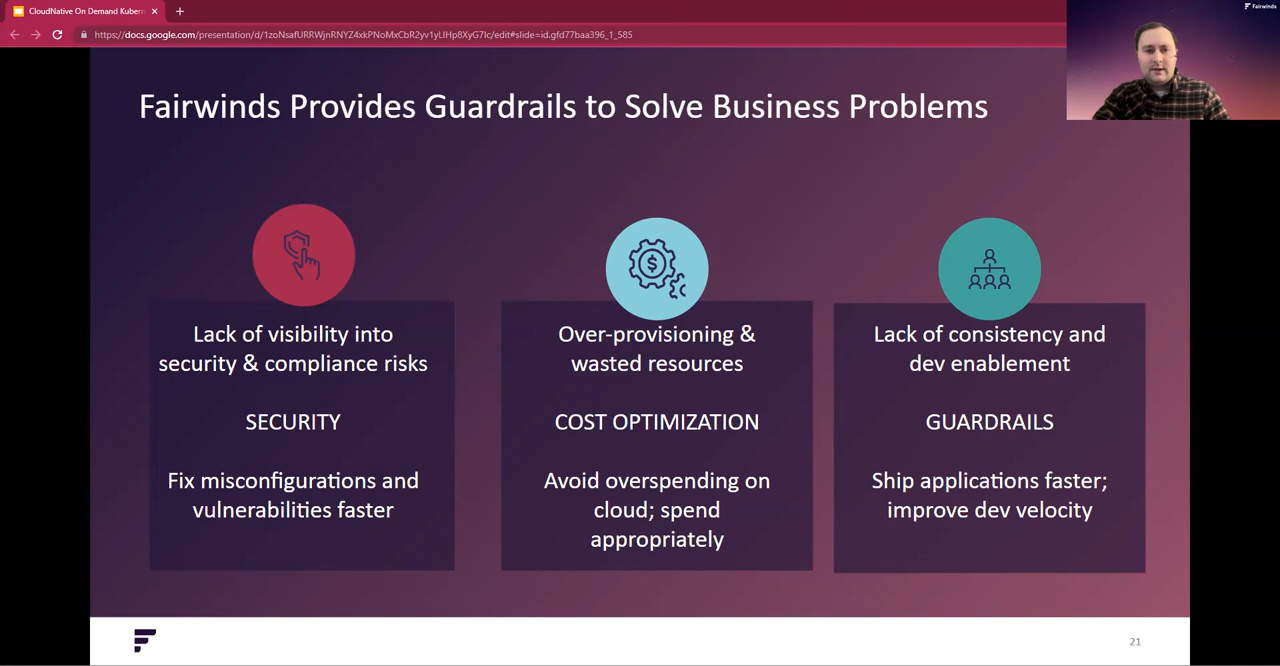 CloudNative On Demand Kubern
https://docs.google.com/presentation/d/1zoNsafURRWjnRNYZ4xkPNoMxCbR2yv1yLIHp8XyG7lc/edit#slide=id.gfd77baa396_1_585
Fairwinds
Fairwinds Provides Guardrails to Solve Business Problems
Lack of visibility into
security & compliance risks
SECURITY
Fix misconfigurations and
vulnerabilities faster
$
Over-provisioning &
wasted resources
COST OPTIMIZATION
Avoid overspending on
cloud; spend
appropriately
Lack of consistency and
dev enablement
GUARDRAILS
Ship applications faster;
improve dev velocity
21